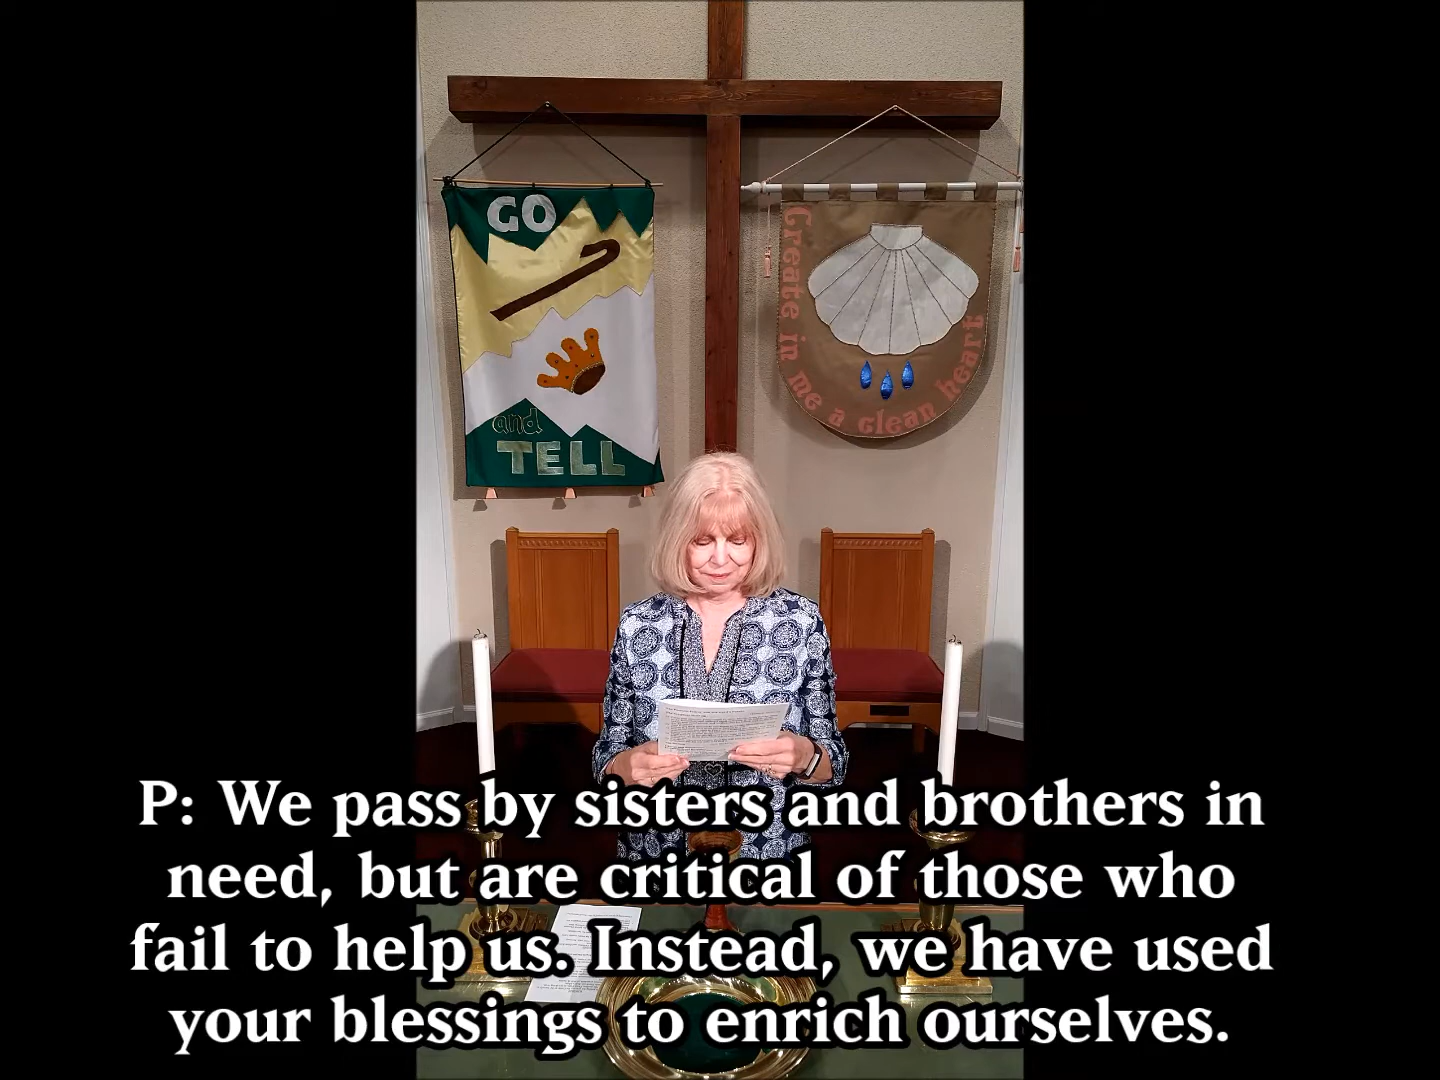 GO
and
TELL
Create in me a clean heart
P: We pass by sisters and brothers in
need, but are critical of those who
fail to help us. Instead, we have used
your blessings to enrich ourselves.